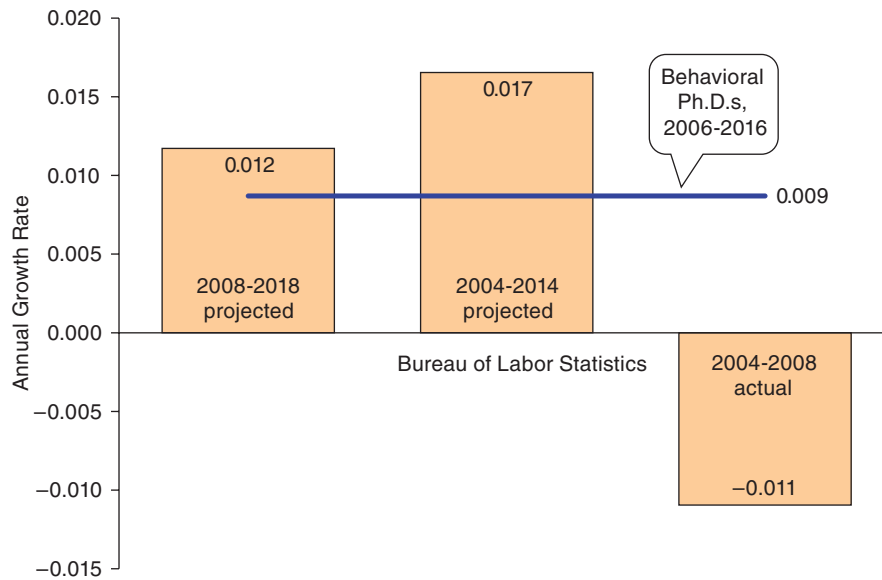 0.020
0.015
0.010
0.005
0.000
−0.005
−0.010
−0.015
Annual Growth Rate
0.012
2008-2018
projected
0.017
2004-2014
projected
Behavioral
Ph.D.s,
2006-2016
0.009
Bureau of Labor Statistics
2004-2008
actual
−0.011